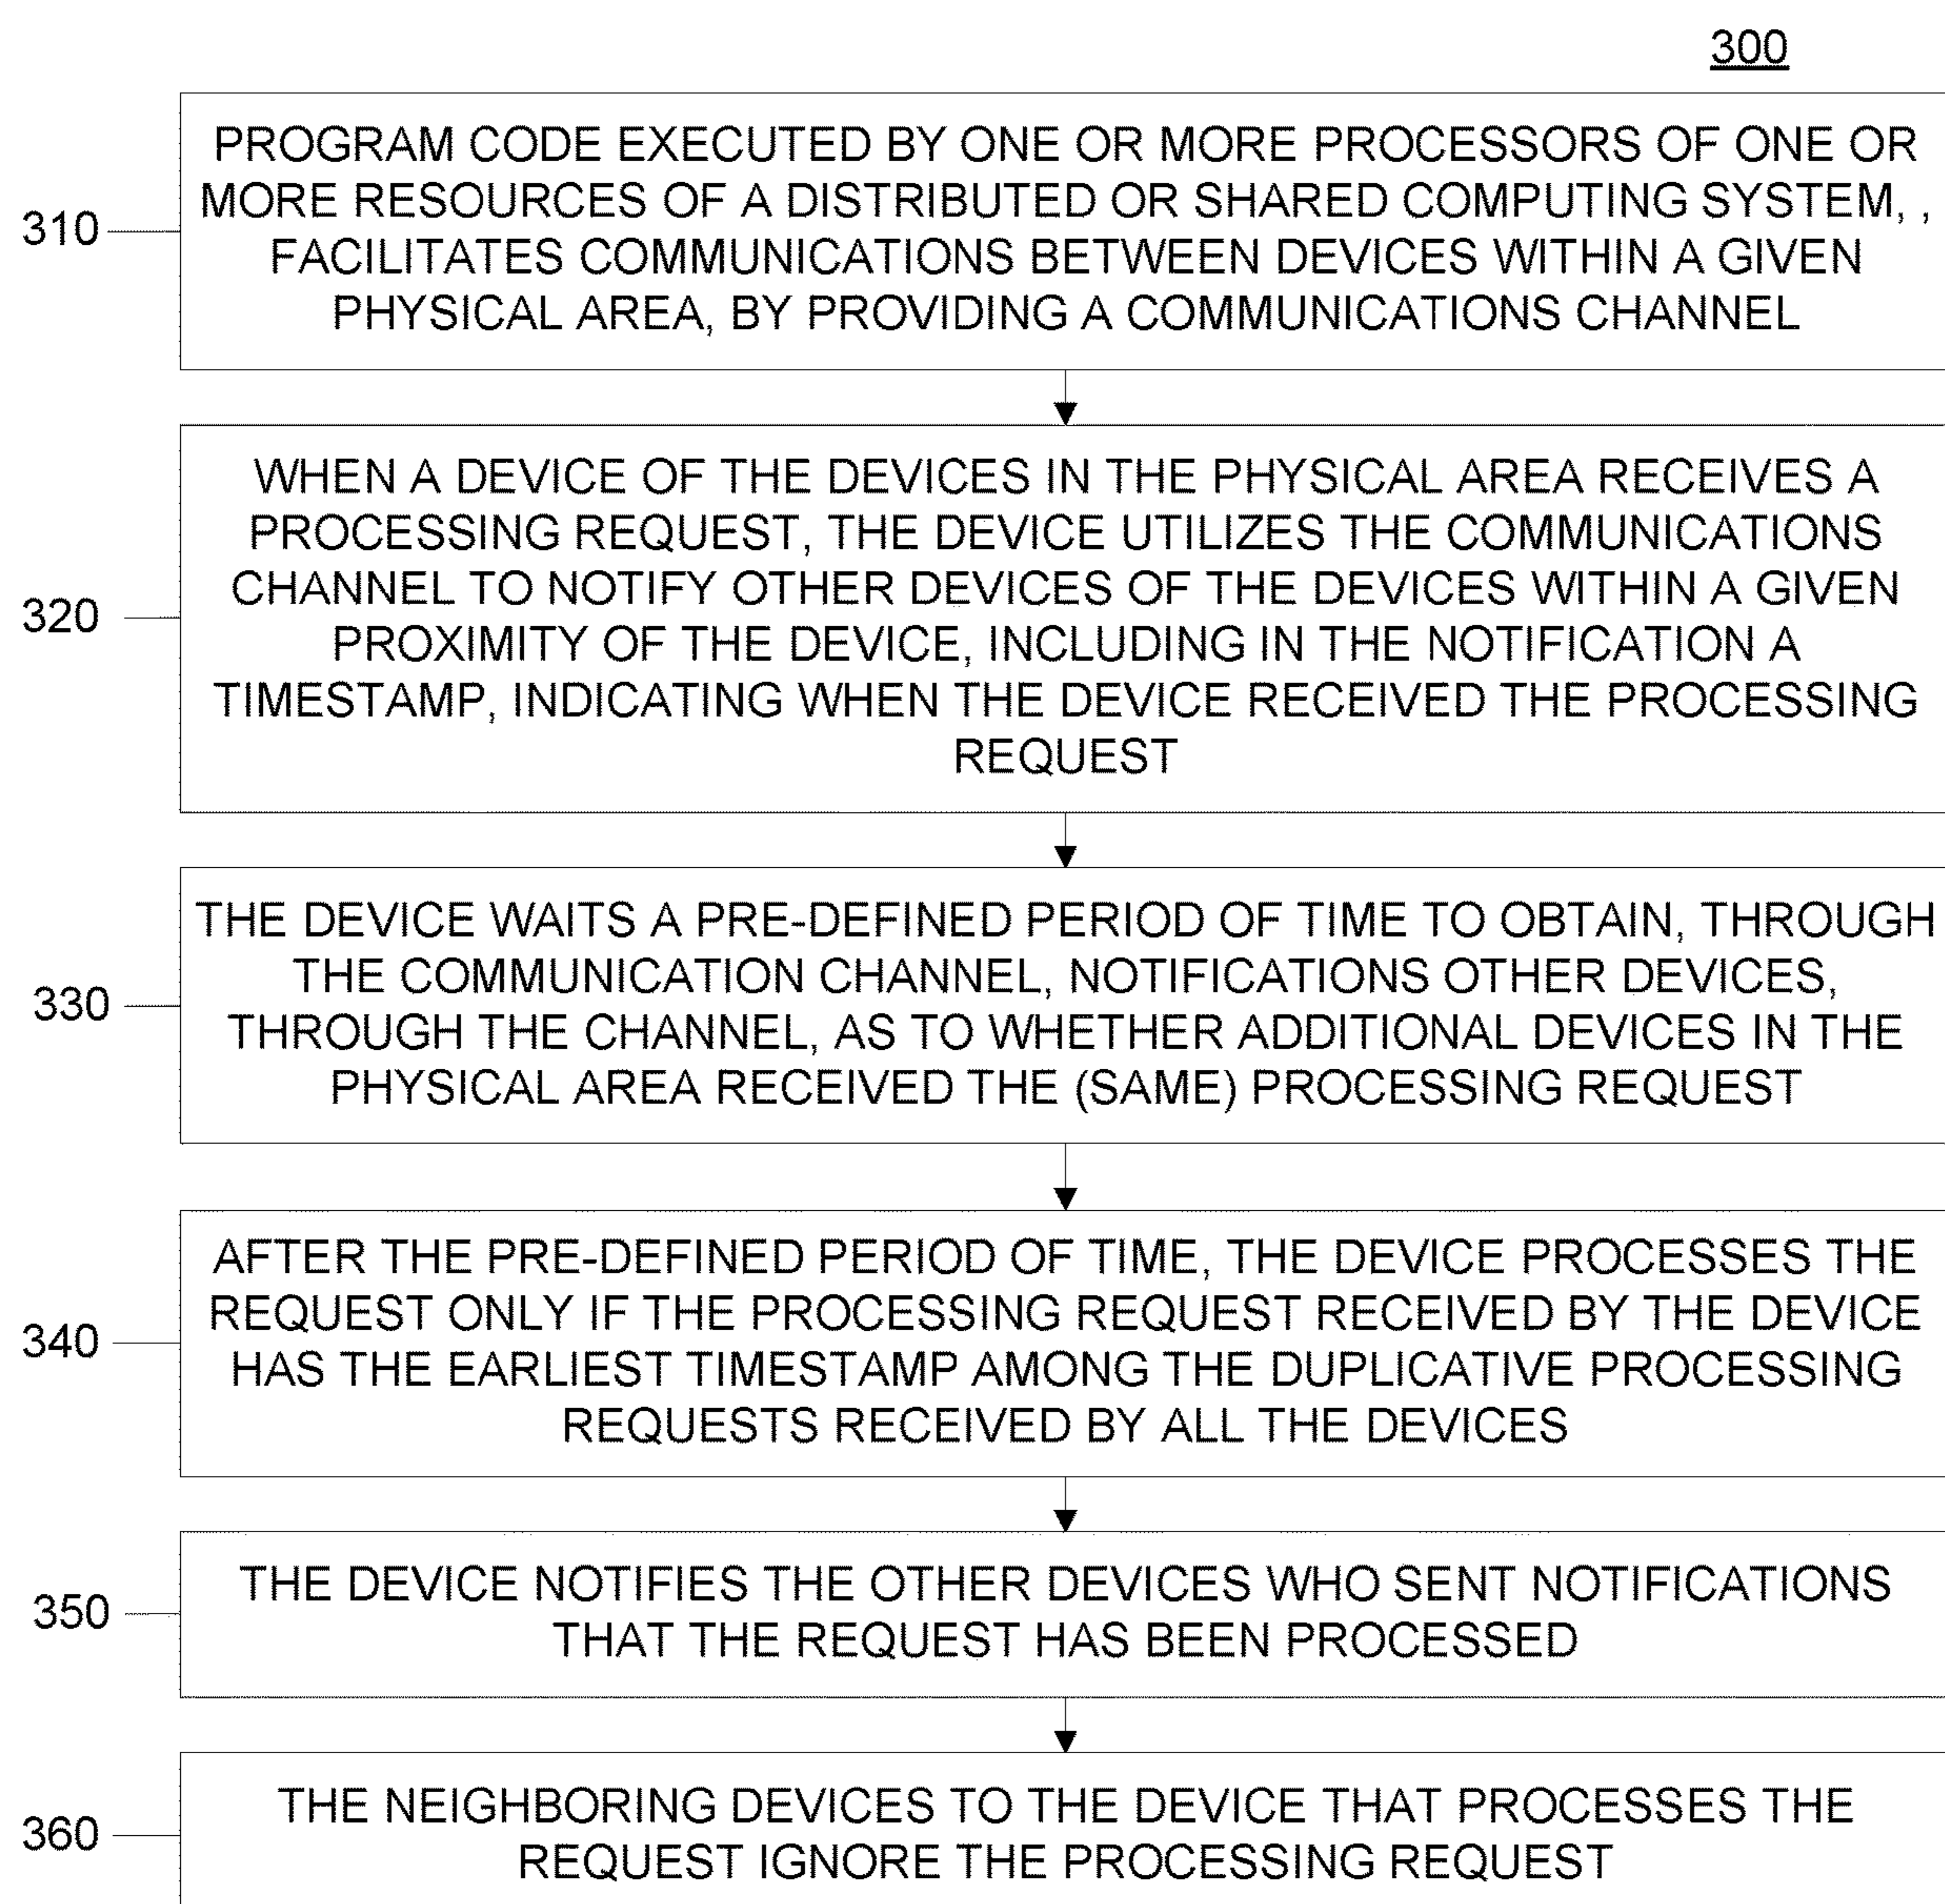 300
PROGRAM CODE EXECUTED BY ONE OR MORE PROCESSORS OF ONE OR
MORE RESOURCES OF A DISTRIBUTED OR SHARED COMPUTING SYSTEM, ,
FACILITATES COMMUNICATIONS BETWEEN DEVICES WITHIN A GIVEN
PHYSICAL AREA, BY PROVIDING A COMMUNICATIONS CHANNEL
310
WHEN A DEVICE OF THE DEVICES IN THE PHYSICAL AREA RECEIVES A
PROCESSING REQUEST, THE DEVICE UTILIZES THE COMMUNICATIONS
CHANNEL TO NOTIFY OTHER DEVICES OF THE DEVICES WITHIN A GIVEN
PROXIMITY OF THE DEVICE, INCLUDING IN THE NOTIFICATION A
TIMESTAMP, INDICATING WHEN THE DEVICE RECEIVED THE PROCESSING
REQUEST
320
THE DEVICE WAITS A PRE-DEFINED PERIOD OF TIME TO OBTAIN, THROUGH
THE COMMUNICATION CHANNEL, NOTIFICATIONS OTHER DEVICES,
THROUGH THE CHANNEL, AS TO WHETHER ADDITIONAL DEVICES IN THE
PHYSICAL AREA RECEIVED THE (SAME) PROCESSING REQUEST
330
AFTER THE PRE-DEFINED PERIOD OF TIME, THE DEVICE PROCESSES THE
REQUEST ONLY IF THE PROCESSING REQUEST RECEIVED BY THE DEVICE
HAS THE EARLIEST TIMESTAMP AMONG THE DUPLICATIVE PROCESSING
REQUESTS RECEIVED BY ALL THE DEVICES
340
THE DEVICE NOTIFIES THE OTHER DEVICES WHO SENT NOTIFICATIONS
THAT THE REQUEST HAS BEEN PROCESSED
350
THE NEIGHBORING DEVICES TO THE DEVICE THAT PROCESSES THE
REQUEST IGNORE THE PROCESSING REQUEST
360